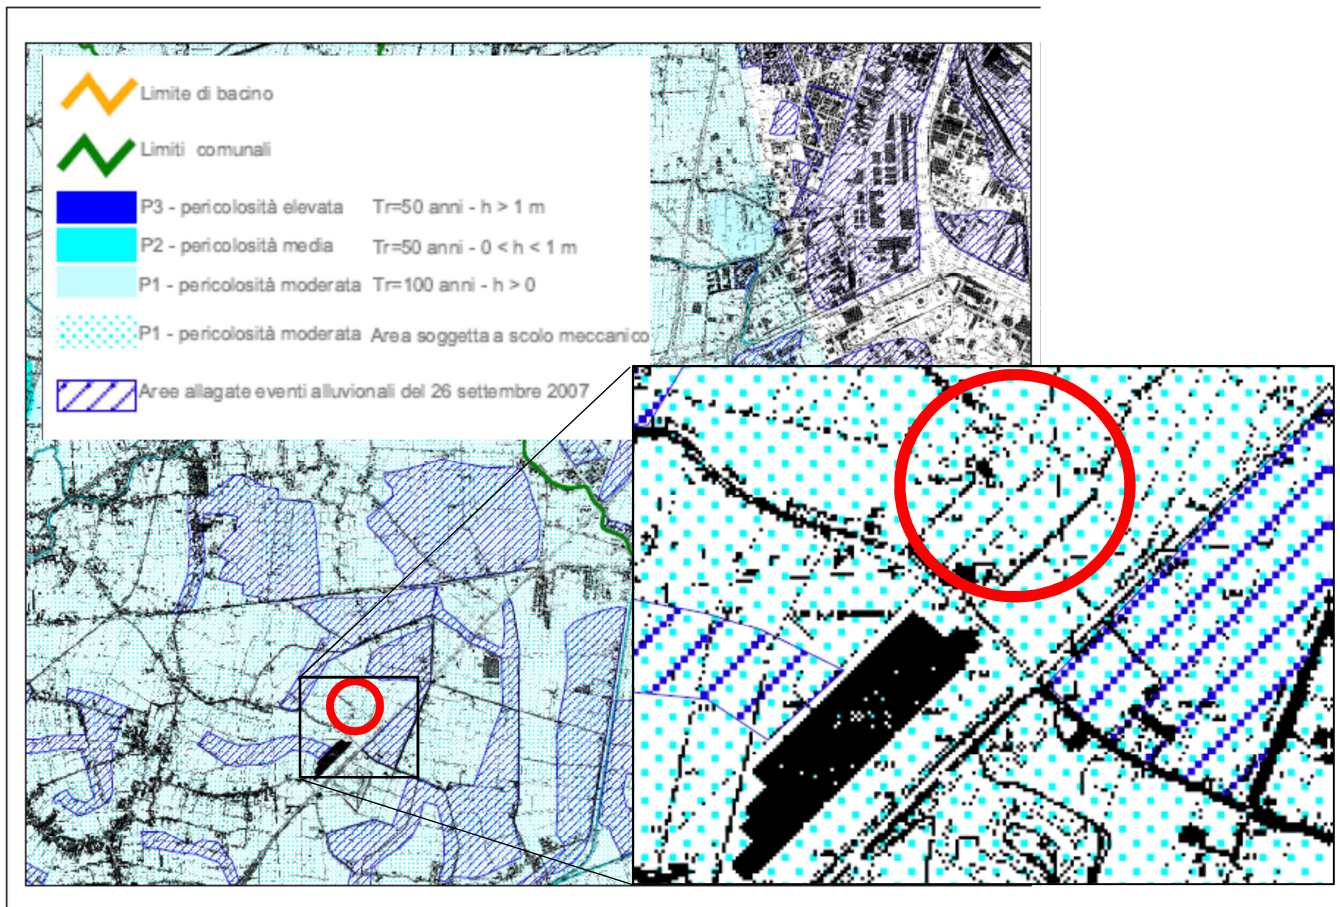 Limite di bacino
Limiti comunali
P3 - pericolosità elevata Tr=50 anni - h > 1 m
P2 - pericolosità media Tr=50 anni - 0 < h < 1 m
P1 - pericolosità moderata Tr=100 anni - h > 0
P1 - pericolosità moderata Area soggetta a scolo meccanico
Aree allagate eventi alluvionali del 26 settembre 2007